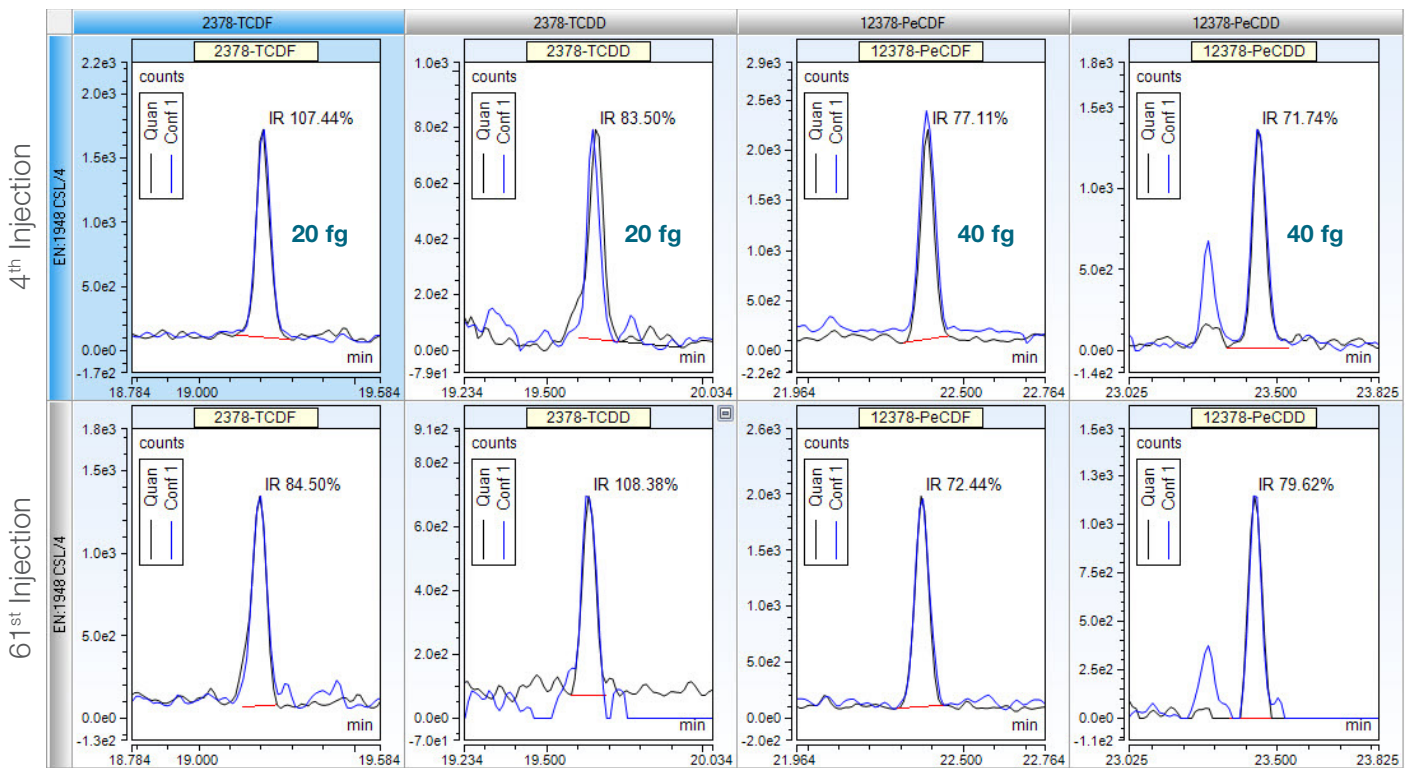 2378-TCDF
2378-TCDD
12378-PeCDF
12378-PeCDD
4th Injection
EN:1948 CSL/4
2378-TCDF
counts
Quan
Conf 1
IR 107.44%
20 fg
min
2.2e3
2.0e3
1.5e3
1.0e3
5.0e2
0.0e0
-1.7e2
18.784 19.000 19.584
2378-TCDD
counts
Quan
Conf 1
IR 83.50%
20 fg
min
1.0e3
8.0e2
6.0e2
4.0e2
2.0e2
0.0e0
-7.9e1
19.234 19.500 20.034
12378-PeCDF
counts
Quan
Conf 1
IR 77.11%
40 fg
min
2.9e3
2.5e3
2.0e3
1.0e3
5.0e2
0.0e0
-2.2e2
21.964 22.500 22.764
12378-PeCDD
counts
Quan
Conf 1
IR 71.74%
40 fg
min
1.8e3
1.0e3
5.0e2
0.0e0
-1.4e2
23.025 23.500 23.825
61st Injection
EN:1948 CSL/4
2378-TCDF
counts
Quan
Conf 1
IR 84.50%
min
1.8e3
1.5e3
1.0e3
5.0e2
0.0e0
-1.3e2
18.784 19.000 19.584
2378-TCDD
counts
Quan
Conf 1
IR 108.38%
min
9.1e2
8.0e2
6.0e2
4.0e2
2.0e2
0.0e0
-7.0e1
19.234 19.500 20.034
12378-PeCDF
counts
Quan
Conf 1
IR 72.44%
min
2.6e3
2.0e3
1.5e3
1.0e3
5.0e2
0.0e0
-2.0e2
21.964 22.500 22.764
12378-PeCDD
counts
Quan
Conf 1
IR 79.62%
min
1.5e3
1.3e3
1.0e3
7.5e2
5.0e2
2.5e2
0.0e0
-1.1e2
23.025 23.500 23.825